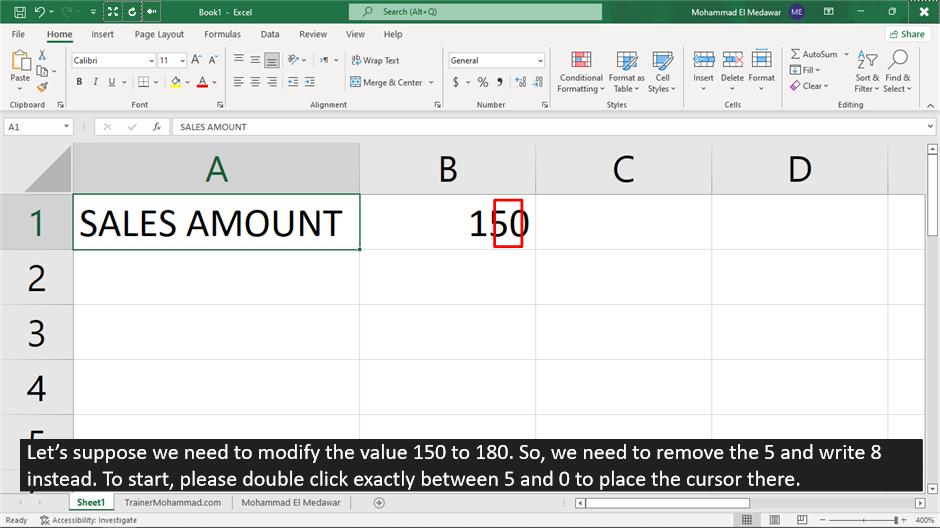 Book1 - Excel
Search (Alt+Q)
Mohammad El Medawar ME
File Home Insert Page Layout Formulas Data Review View Help Share
Calibri 11 Wrap Text General AutoSum
Paste Conditional Formatting Format as Table Cell Styles Insert Delete Format Fill Sort & Filter Find & Select
B I U Merge & Center $ % Clear
Clipboard Font Alignment Number Styles Cells Editing
A1 fx SALES AMOUNT
A B C D
1 SALES AMOUNT 150
2
3
4
5
Let's suppose we need to modify the value 150 to 180. So, we need to remove the 5 and write 8
instead. To start, please double click exactly between 5 and 0 to place the cursor there.
Sheet1 TrainerMohammad.com Mohammad El Medawar
Ready Accessibility: Investigate 400%